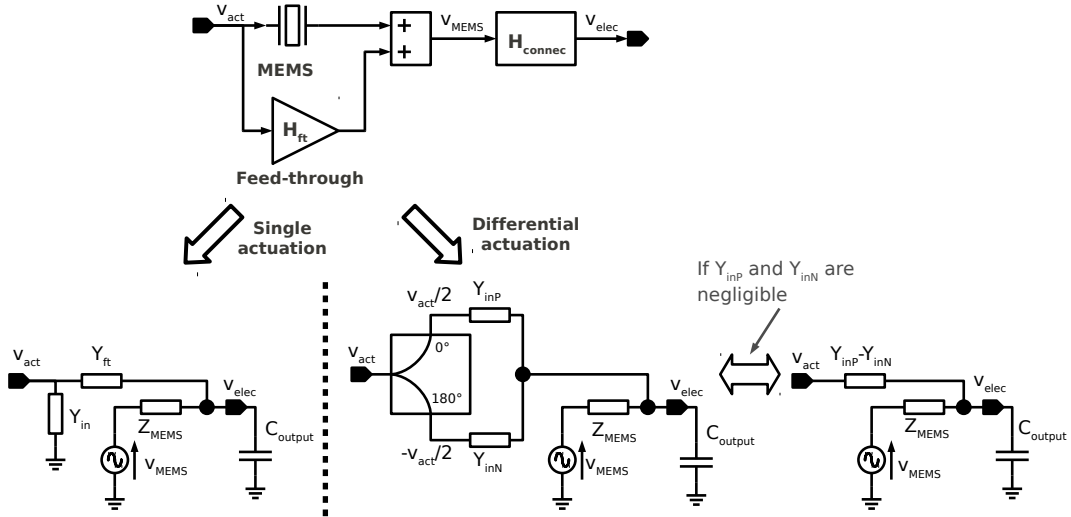 v_act
MEMS
+
+
v_MEMS
H_connec
v_elec
H_ft
Feed-through
Single
actuation
Differential
actuation
If Y_inP and Y_inN are
negligible
v_act
Y_ft
Y_in
v_elec
Z_MEMS
v_MEMS
C_output
v_act/2
Y_inP
v_act
0°
180°
-v_act/2
Y_inN
v_elec
Z_MEMS
v_MEMS
C_output
v_act
Y_inP-Y_inN
v_elec
Z_MEMS
v_MEMS
C_output